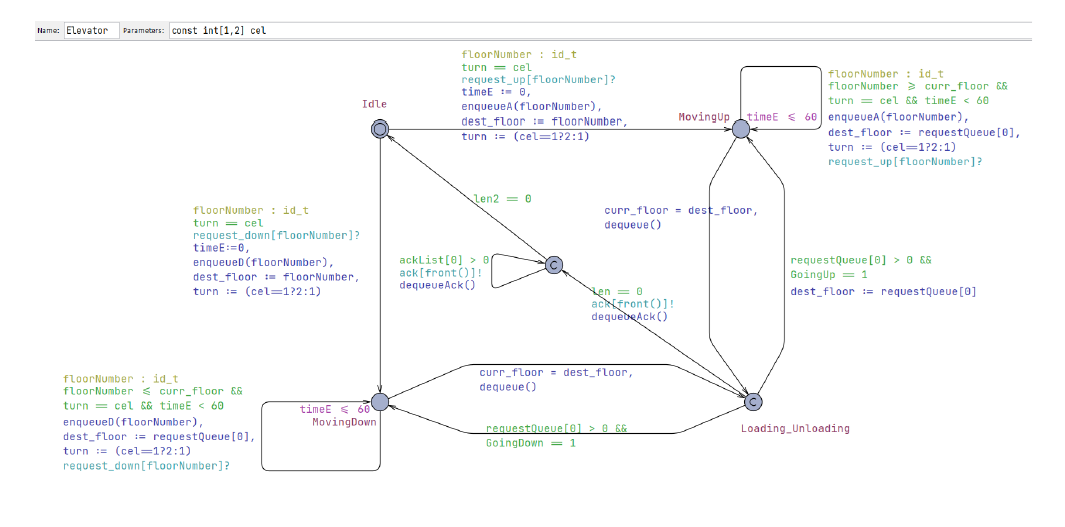 Name: Elevator Parameters: const int[1,2] cel
floorNumber : id_t
turn == cel
request_up[floorNumber]?
timeE := 0,
enqueueA(floorNumber),
dest_floor := floorNumber,
turn := (cel==1?2:1)
Idle
MovingUp
timeE ≤ 60
floorNumber : id_t
floorNumber ≥ curr_floor &&
turn == cel && timeE < 60
enqueueA(floorNumber),
dest_floor := requestQueue[0],
turn := (cel==1?2:1)
request_up[floorNumber]?
len2 == 0
floorNumber : id_t
turn == cel
request_down[floorNumber]?
timeE:=0,
enqueueD(floorNumber),
dest_floor := floorNumber,
turn := (cel==1?2:1)
curr_floor = dest_floor,
dequeue()
ackList[0] > 0
ack[front()]!
dequeueAck()
C
requestQueue[0] > 0 &&
GoingUp == 1
dest_floor := requestQueue[0]
len == 0
ack[front()]!
dequeueAck()
floorNumber : id_t
floorNumber ≤ curr_floor &&
turn == cel && timeE < 60
enqueueD(floorNumber),
dest_floor := requestQueue[0],
turn := (cel==1?2:1)
request_down[floorNumber]?
timeE ≤ 60
MovingDown
curr_floor = dest_floor,
dequeue()
requestQueue[0] > 0 &&
GoingDown == 1
C
Loading_Unloading